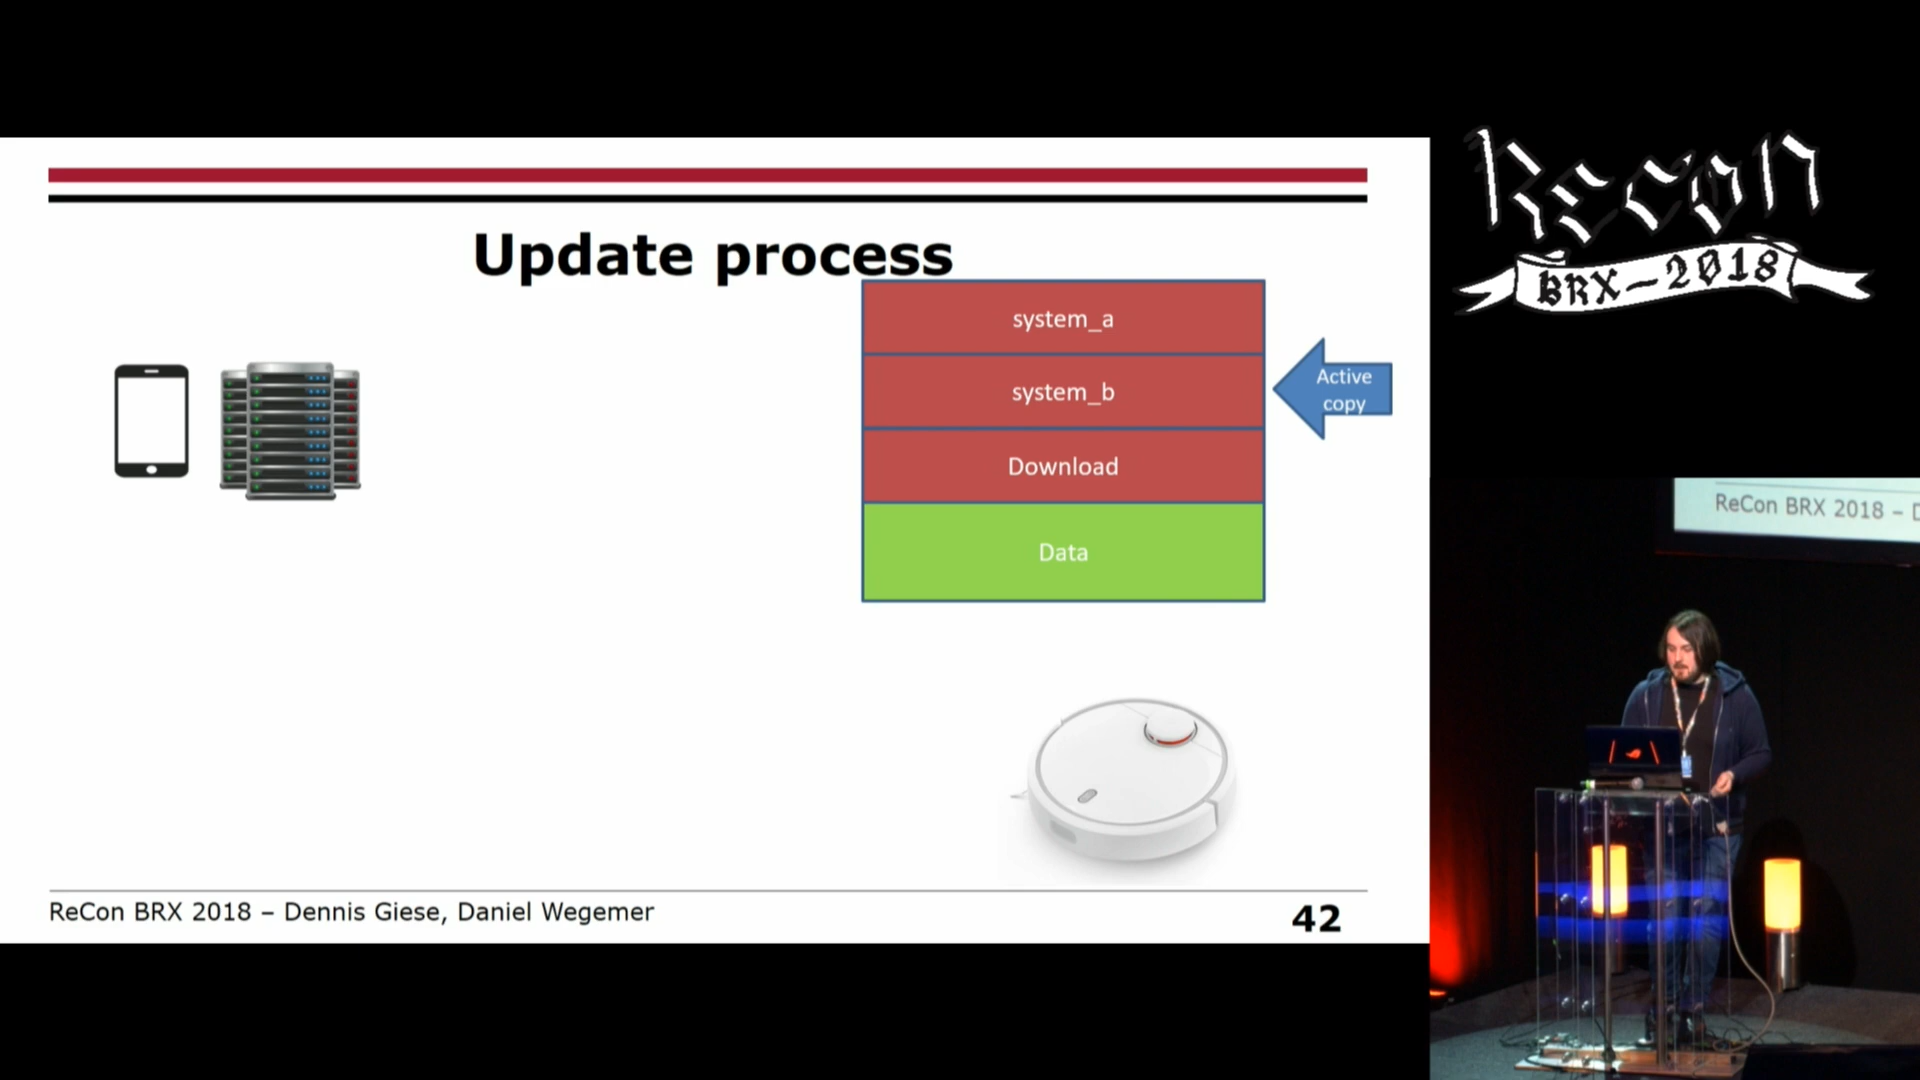 Update process
system_a
system_b
Download
Data
Active
copy
ReCon BRX 2018 – Dennis Giese, Daniel Wegemer
42
Recon
BRX-2018
ReCon BRX 2018 – D